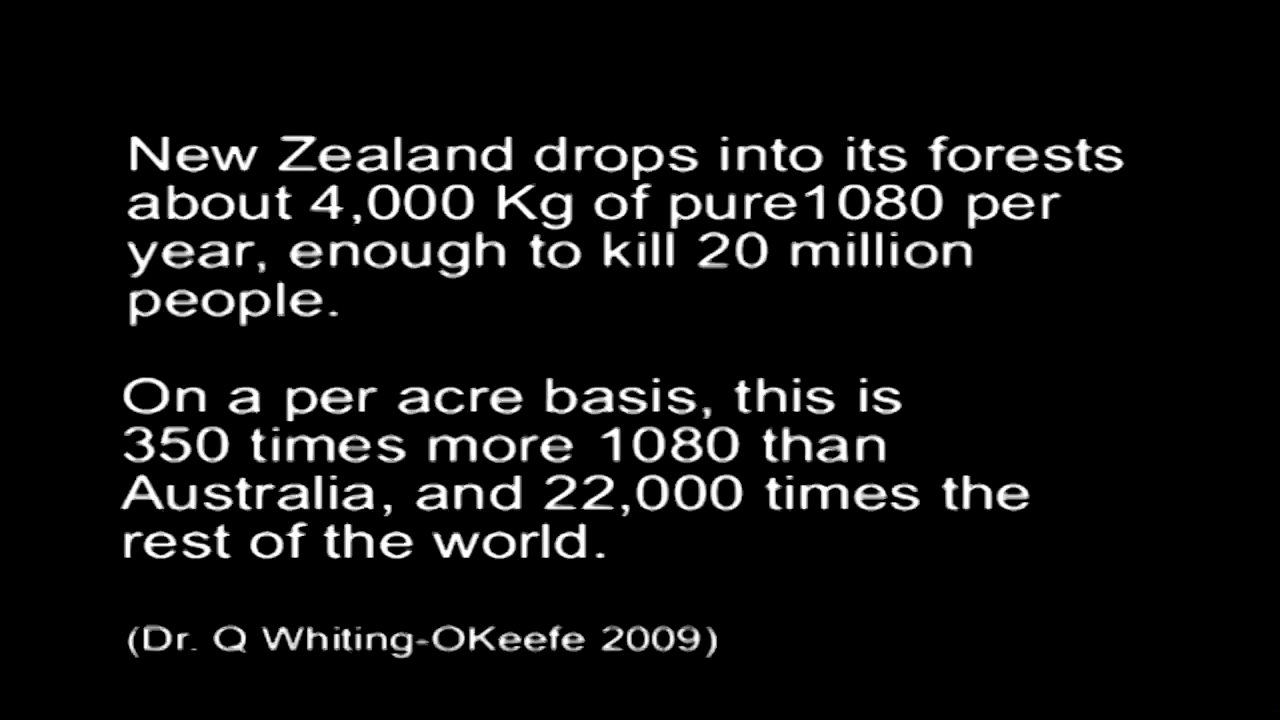 New Zealand drops into its forests
about 4,000 Kg of pure1080 per
year, enough to kill 20 million
people.
On a per acre basis, this is
350 times more 1080 than
Australia, and 22,000 times the
rest of the world.
(Dr. Q Whiting-OKeefe 2009)